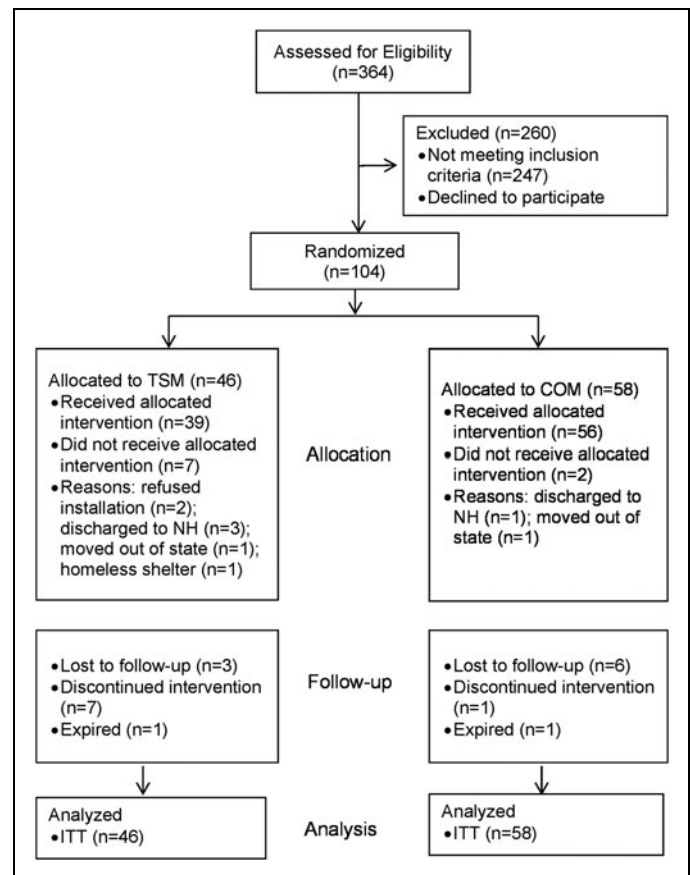 Assessed for Eligibility
(n=364)
Excluded (n=260)
•Not meeting inclusion
criteria (n=247)
•Declined to participate
Randomized
(n=104)
Allocated to TSM (n=46)
•Received allocated
intervention (n=39)
•Did not receive allocated
intervention (n=7)
•Reasons: refused
installation (n=2);
discharged to NH (n=3);
moved out of state (n=1);
homeless shelter (n=1)
Allocation
Allocated to COM (n=58)
•Received allocated
intervention (n=56)
•Did not receive allocated
intervention (n=2)
•Reasons: discharged to
NH (n=1); moved out of
state (n=1)
•Lost to follow-up (n=3)
•Discontinued intervention
(n=7)
•Expired (n=1)
Follow-up
•Lost to follow-up (n=6)
•Discontinued intervention
(n=1)
•Expired (n=1)
Analyzed
•ITT (n=46)
Analysis
Analyzed
•ITT (n=58)